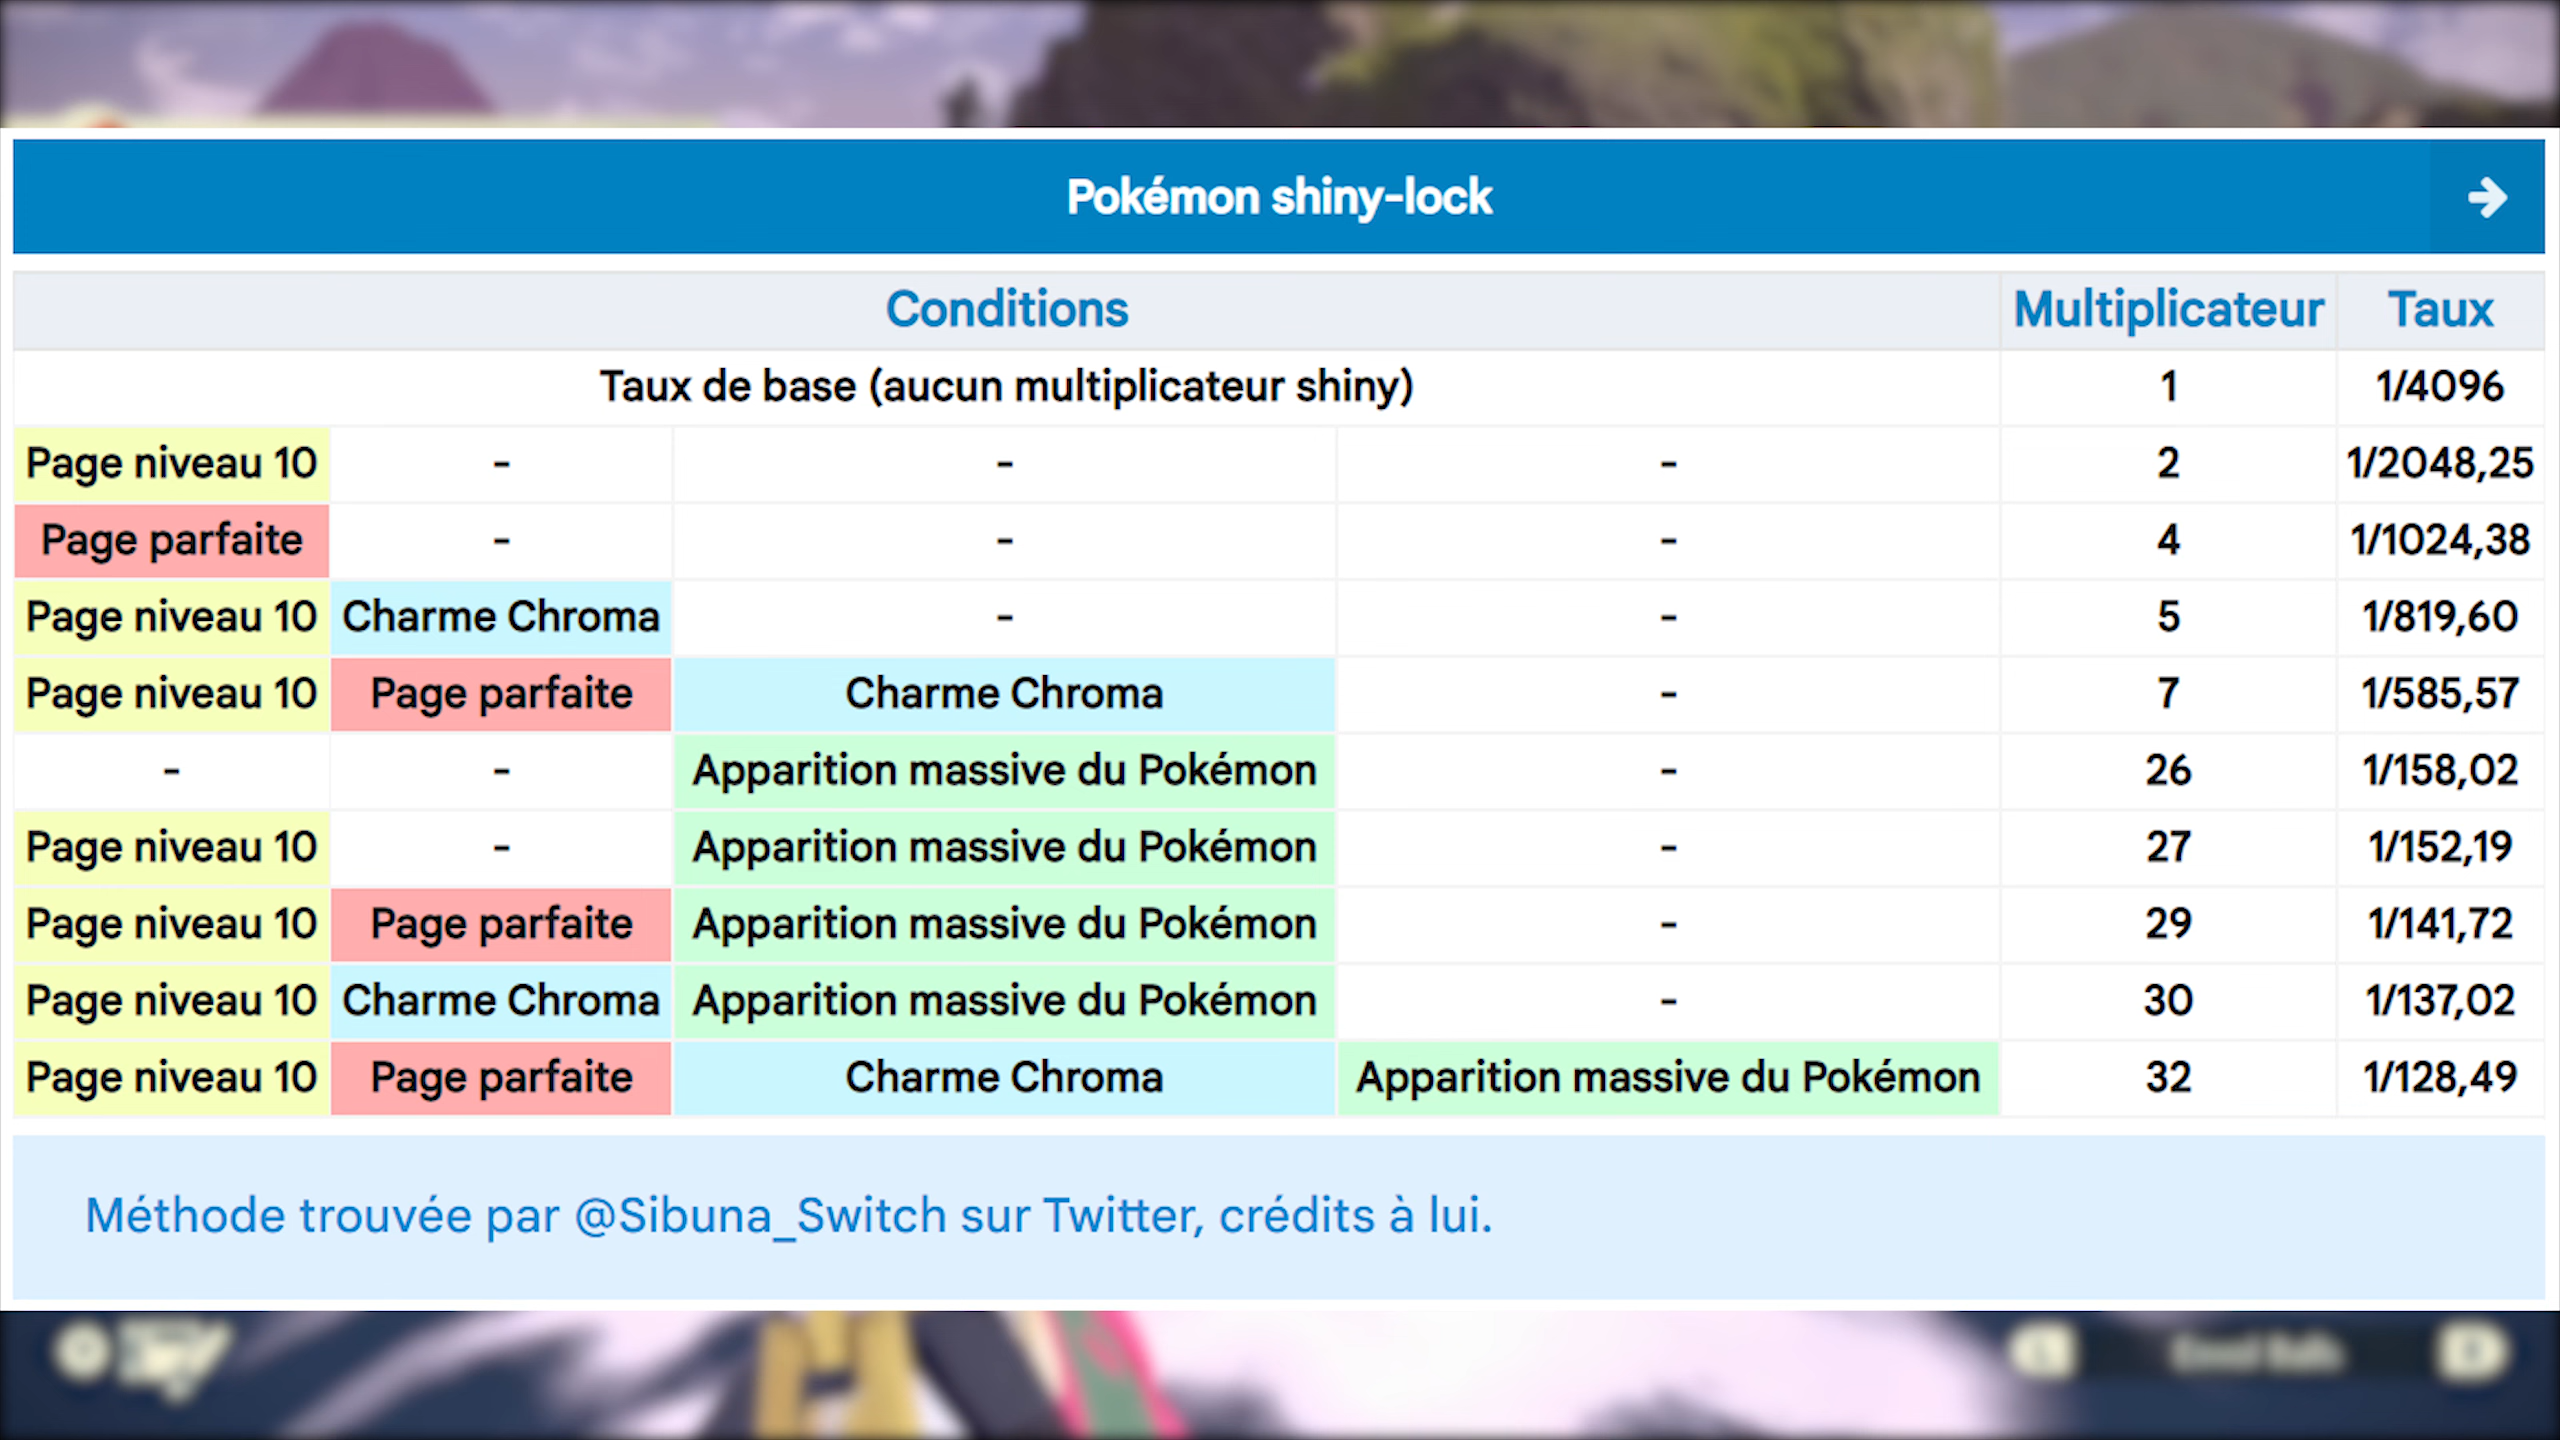 Pokémon shiny-lock
Conditions Multiplicateur Taux
Taux de base (aucun multiplicateur shiny) 1 1/4096
Page niveau 10 - - - 2 1/2048,25
Page parfaite - - - 4 1/1024,38
Page niveau 10 Charme Chroma - - 5 1/819,60
Page niveau 10 Page parfaite Charme Chroma - 7 1/585,57
- - Apparition massive du Pokémon - 26 1/158,02
Page niveau 10 - Apparition massive du Pokémon - 27 1/152,19
Page niveau 10 Page parfaite Apparition massive du Pokémon - 29 1/141,72
Page niveau 10 Charme Chroma Apparition massive du Pokémon - 30 1/137,02
Page niveau 10 Page parfaite Charme Chroma Apparition massive du Pokémon 32 1/128,49
Méthode trouvée par @Sibuna_Switch sur Twitter, crédits à lui.